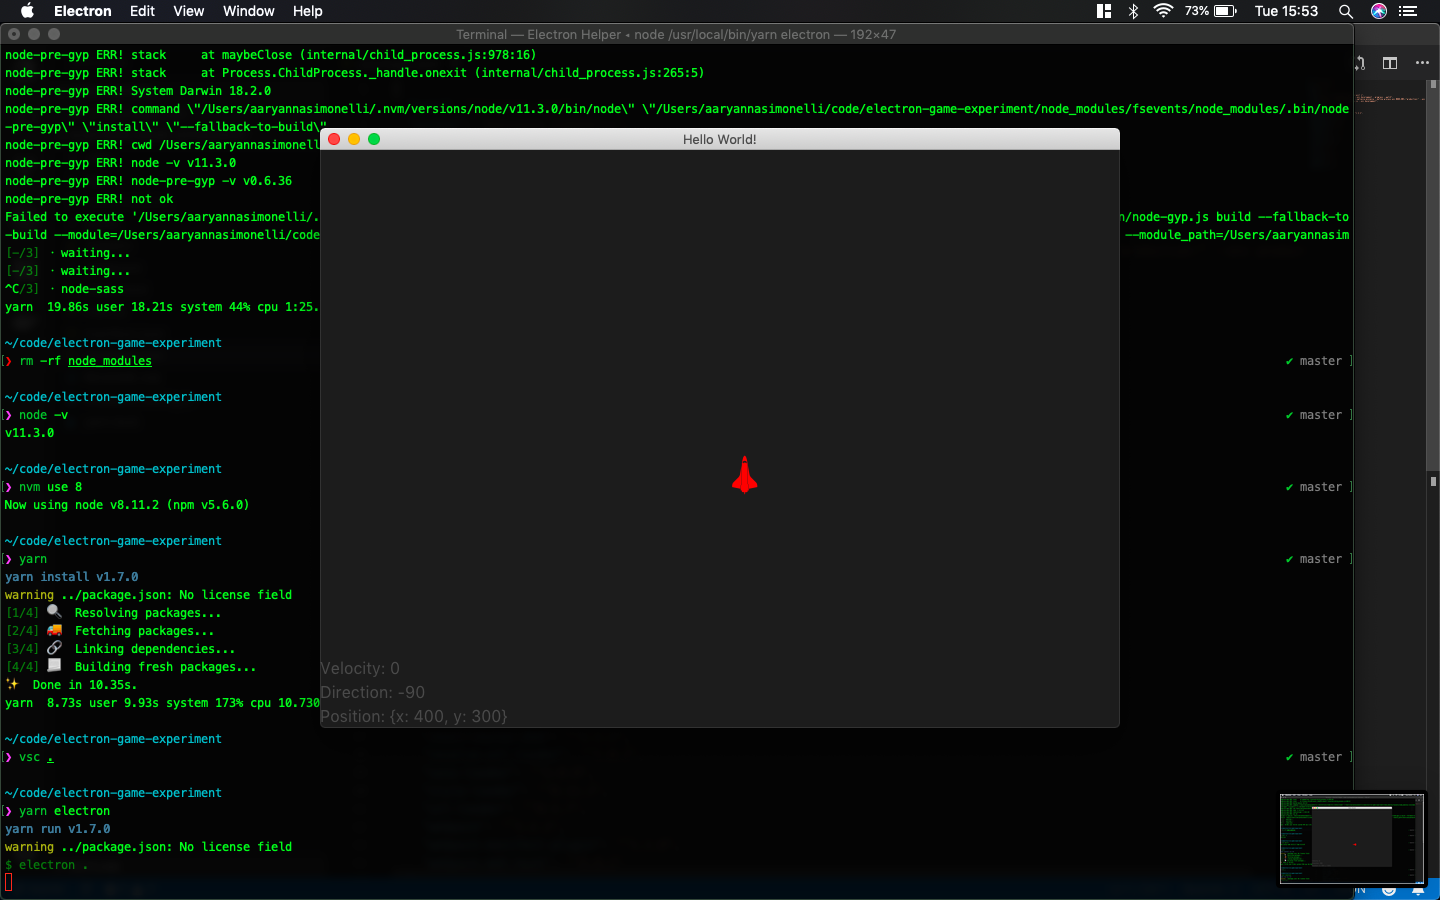 Electron Edit View Window Help 73% Tue 15:53
Terminal — Electron Helper ◂ node /usr/local/bin/yarn electron — 192×47
node-pre-gyp ERR! stack     at maybeClose (internal/child_process.js:978:16)
node-pre-gyp ERR! stack     at Process.ChildProcess._handle.onexit (internal/child_process.js:265:5)
node-pre-gyp ERR! System Darwin 18.2.0
node-pre-gyp ERR! command \"/Users/aaryannasimonelli/.nvm/versions/node/v11.3.0/bin/node\" \"/Users/aaryannasimonelli/code/electron-game-experiment/node_modules/fsevents/node_modules/.bin/node
-pre-gyp\" \"install\" \"--fallback-to-build\"
Hello World!
node-pre-gyp ERR! cwd /Users/aaryannasimonell
node-pre-gyp ERR! node -v v11.3.0
node-pre-gyp ERR! node-pre-gyp -v v0.6.36
node-pre-gyp ERR! not ok
Failed to execute '/Users/aaryannasimonelli/. n/node-gyp.js build --fallback-to
-build --module=/Users/aaryannasimonelli/code --module_path=/Users/aaryannasim
[-/3] · waiting...
[-/3] · waiting...
^C/3] · node-sass
yarn  19.86s user 18.21s system 44% cpu 1:25.
~/code/electron-game-experiment
[❯ rm -rf node_modules ✔ master ]
~/code/electron-game-experiment
[❯ node -v ✔ master ]
v11.3.0
~/code/electron-game-experiment
[❯ nvm use 8 ✔ master ]
Now using node v8.11.2 (npm v5.6.0)
~/code/electron-game-experiment
[❯ yarn ✔ master ]
yarn install v1.7.0
warning ../package.json: No license field
[1/4] 🔍  Resolving packages...
[2/4] 🚚  Fetching packages...
[3/4] 🔗  Linking dependencies...
[4/4] 📃  Building fresh packages...
✨  Done in 10.35s.
yarn  8.73s user 9.93s system 173% cpu 10.730
Velocity: 0
Direction: -90
Position: {x: 400, y: 300}
~/code/electron-game-experiment
[❯ vsc . ✔ master ]
~/code/electron-game-experiment
❯ yarn electron
yarn run v1.7.0
warning ../package.json: No license field
$ electron .